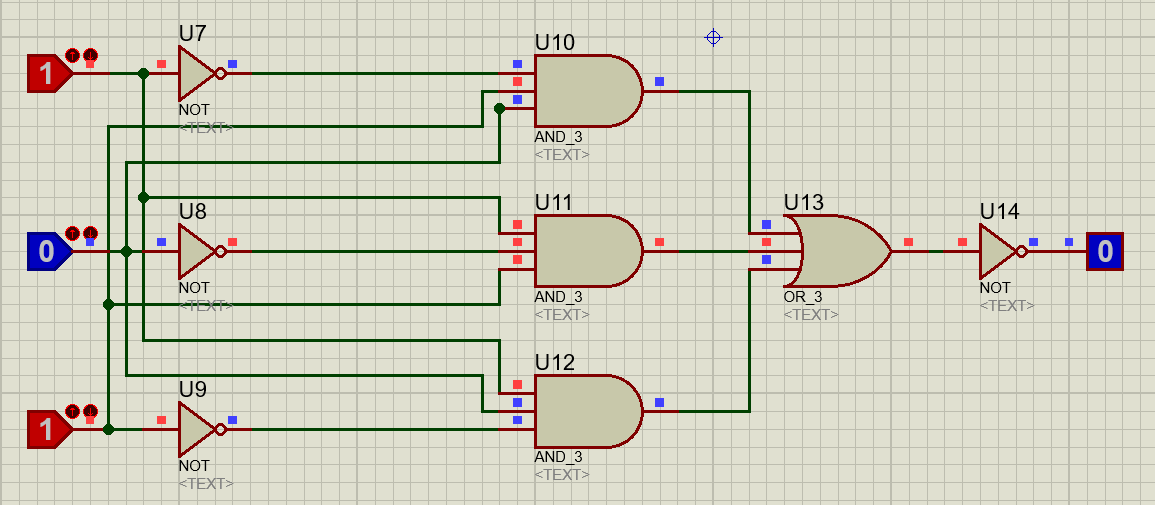 U7
1
NOT
<TEXT>
U10
AND_3
<TEXT>
U8
0
NOT
<TEXT>
U11
AND_3
<TEXT>
U13
OR_3
<TEXT>
U14
NOT
<TEXT>
0
U9
1
NOT
<TEXT>
U12
AND_3
<TEXT>